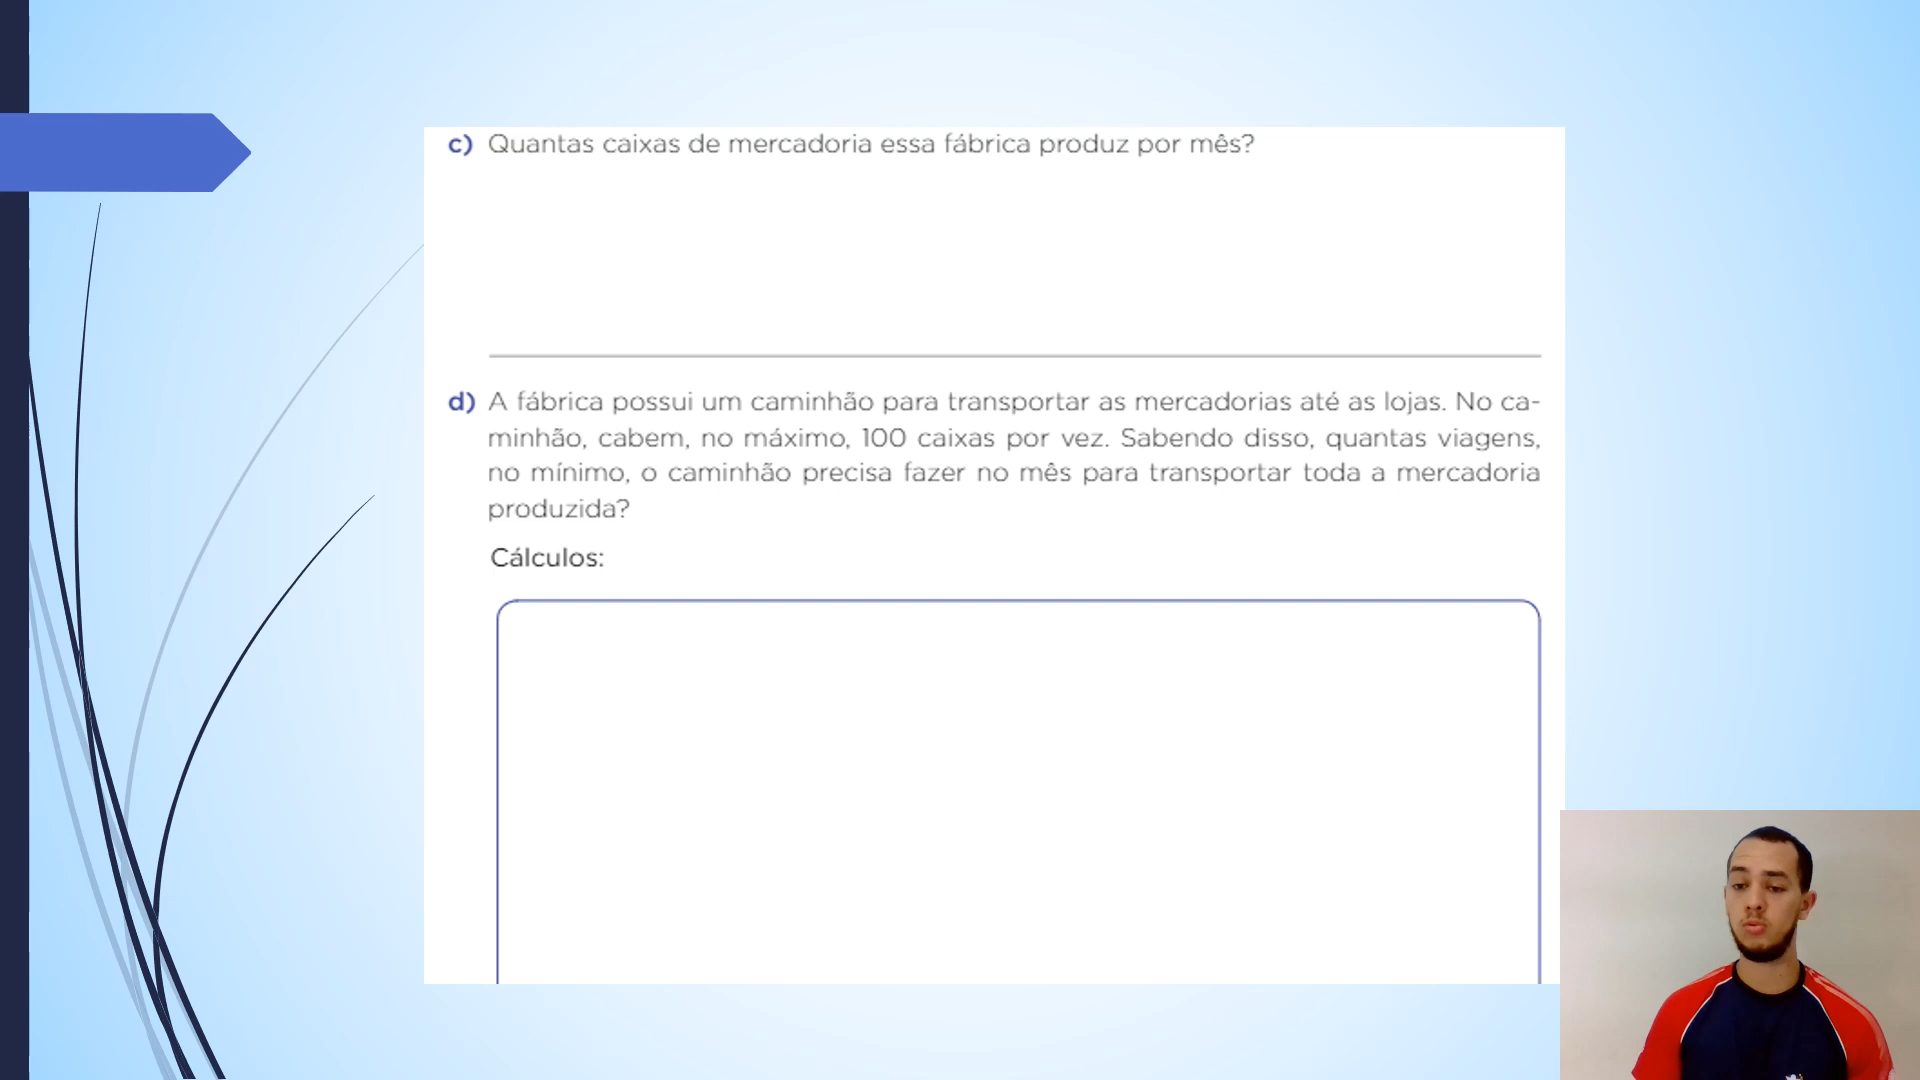 c) Quantas caixas de mercadoria essa fábrica produz por mês?
d) A fábrica possui um caminhão para transportar as mercadorias até as lojas. No ca-
minhão, cabem, no máximo, 100 caixas por vez. Sabendo disso, quantas viagens,
no mínimo, o caminhão precisa fazer no mês para transportar toda a mercadoria
produzida?
Cálculos: